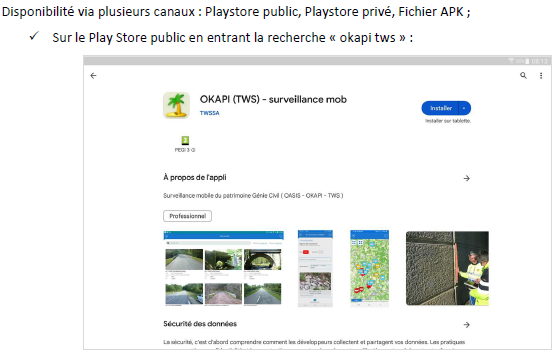 Disponibilité via plusieurs canaux : Playstore public, Playstore privé, Fichier APK ;
✓ Sur le Play Store public en entrant la recherche « okapi tws » :
OKAPI (TWS) - surveillance mob
TWSSA
Installer
Installer sur tablette.
PEGI 3
À propos de l'appli
Surveillance mobile du patrimoine Génie Civil ( OASIS - OKAPI - TWS )
Professionnel
Sécurité des données
La sécurité, c'est d'abord comprendre comment les développeurs collectent et partagent vos données. Les pratiques